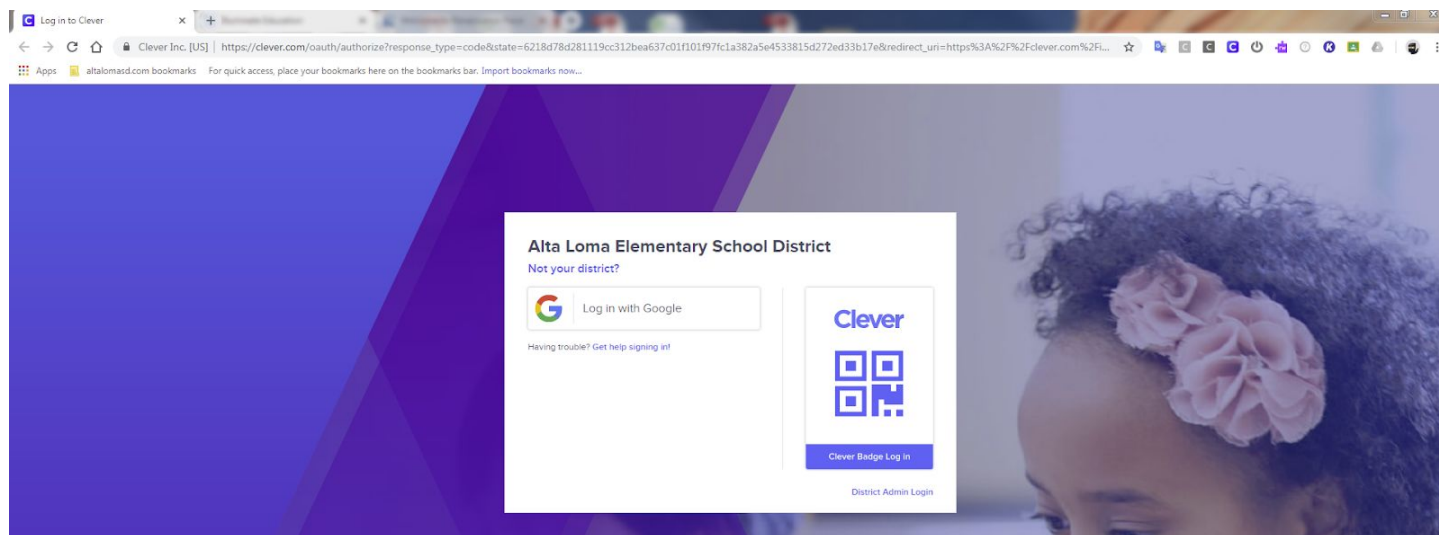 Log in to Clever
Clever Inc. [US] | https://clever.com/oauth/authorize?response_type=code&state=6218d78d281119cc312bea637c01f101f97fc1a382a5e4533815d272ed33b17e&redirect_uri=https%3A%2F%2Fclever.com%2Fi...
Apps altalomasd.com bookmarks For quick access, place your bookmarks here on the bookmarks bar. Import bookmarks now...
Alta Loma Elementary School District
Not your district?
Log in with Google
Having trouble? Get help signing in!
Clever
Clever Badge Log in
District Admin Login